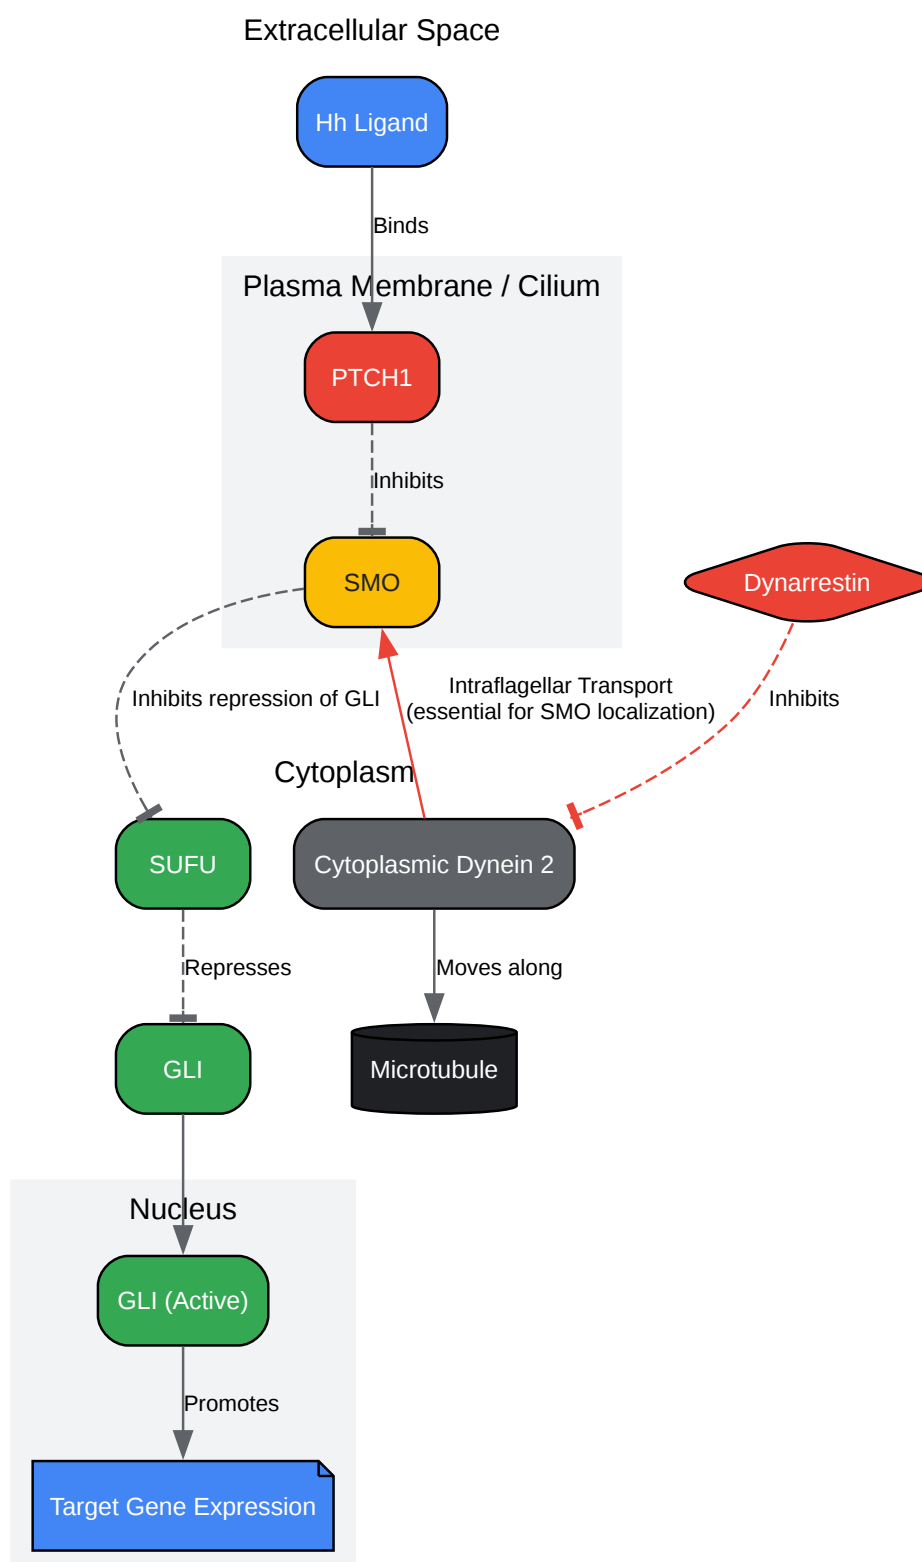 Extracellular Space
Hh Ligand
Binds
Plasma Membrane / Cilium
PTCH1
Inhibits
SMO
Dynarrestin
Inhibits repression of GLI
Intraflagellar Transport
(essential for SMO localization)
Inhibits
Cytoplasm
SUFU
Cytoplasmic Dynein 2
Represses
Moves along
GLI
Microtubule
Nucleus
GLI (Active)
Promotes
Target Gene Expression